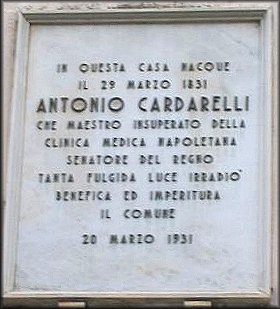 IN QUESTA CASA NACQUE
IL 29 MARZO 1831
ANTONIO CARDARELLI
CHE MAESTRO INSUPERATO DELLA
CLINICA MEDICA NAPOLETANA
SENATORE DEL REGNO
TANTA FULGIDA LUCE IRRADIO'
BENEFICA ED IMPERITURA
IL COMUNE
20 MARZO 1931